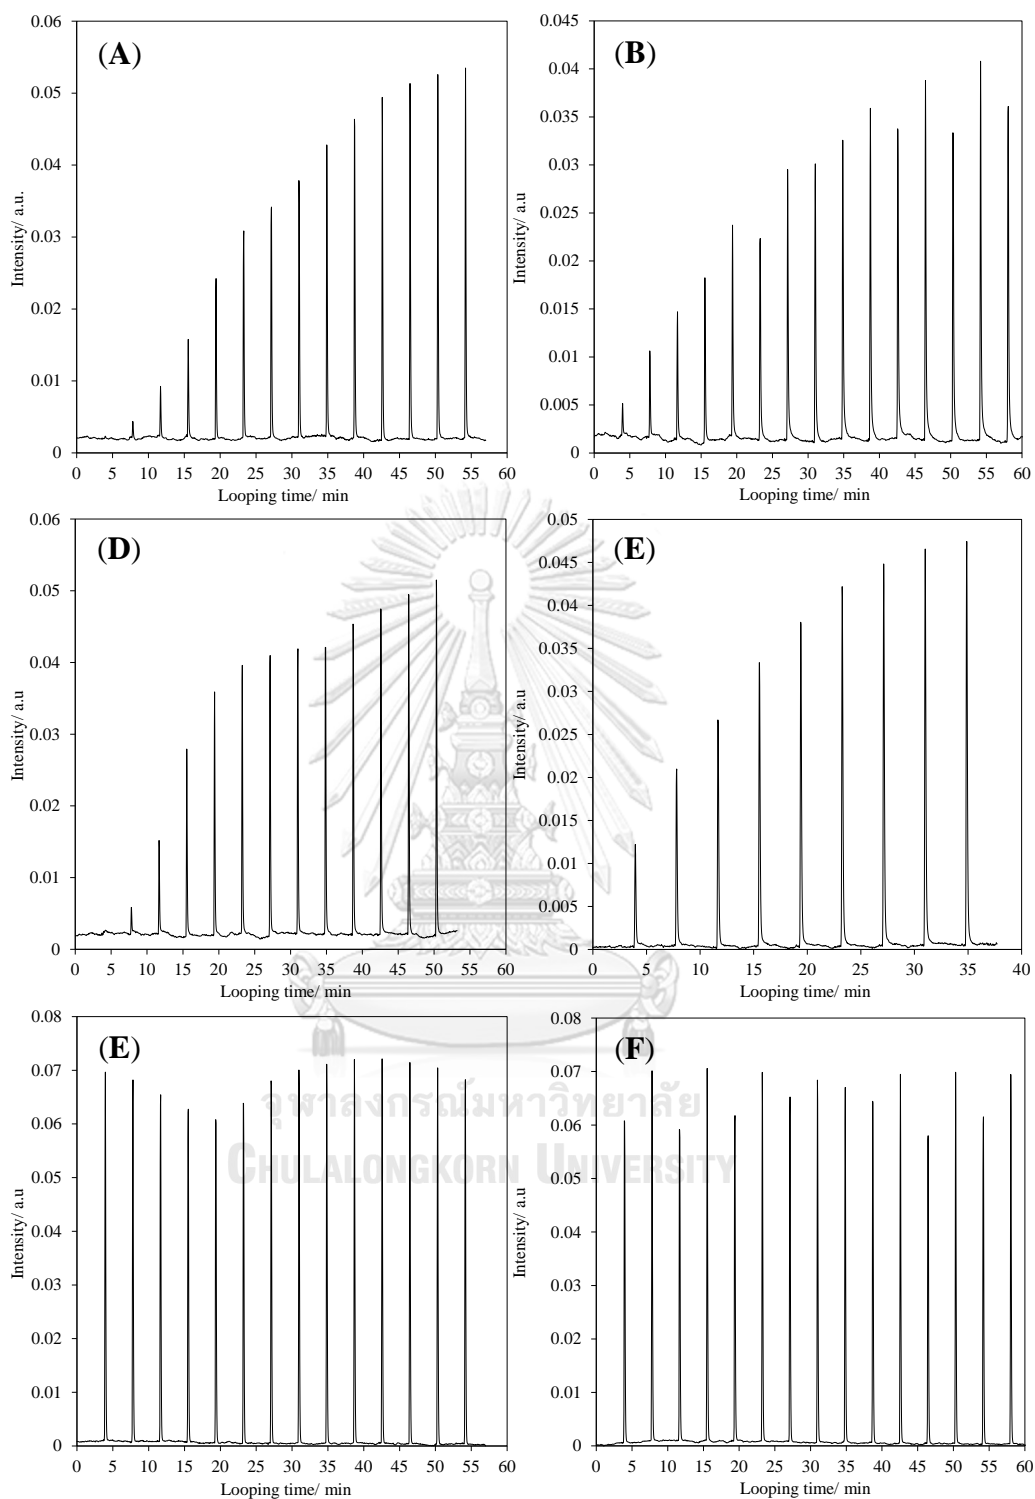 (A)
0.06
0.05
0.04
0.03
0.02
0.01
0
Intensity/ a.u.
0 5 10 15 20 25 30 35 40 45 50 55 60
Looping time/ min
(B)
0.045
0.04
0.035
0.03
0.025
0.02
0.015
0.01
0.005
0
Intensity/ a.u
0 5 10 15 20 25 30 35 40 45 50 55 60
Looping time/ min
(D)
0.06
0.05
0.04
0.03
0.02
0.01
0
Intensity/ a.u
0 5 10 15 20 25 30 35 40 45 50 55 60
Looping time/ min
(E)
0.05
0.045
0.04
0.035
0.03
0.025
0.02
0.015
0.01
0.005
0
Intensity/ a.u
0 5 10 15 20 25 30 35 40
Looping time/ min
(E)
0.08
0.07
0.06
0.05
0.04
0.03
0.02
0.01
0
Intensity/ a.u
0 5 10 15 20 25 30 35 40 45 50 55 60
Looping time/ min
(F)
0.08
0.07
0.06
0.05
0.04
0.03
0.02
0.01
0
Intensity/ a.u
0 5 10 15 20 25 30 35 40 45 50 55 60
Looping time/ min
จุฬาลงกรณ์มหาวิทยาลัย
CHULALONGKORN UNIVERSITY